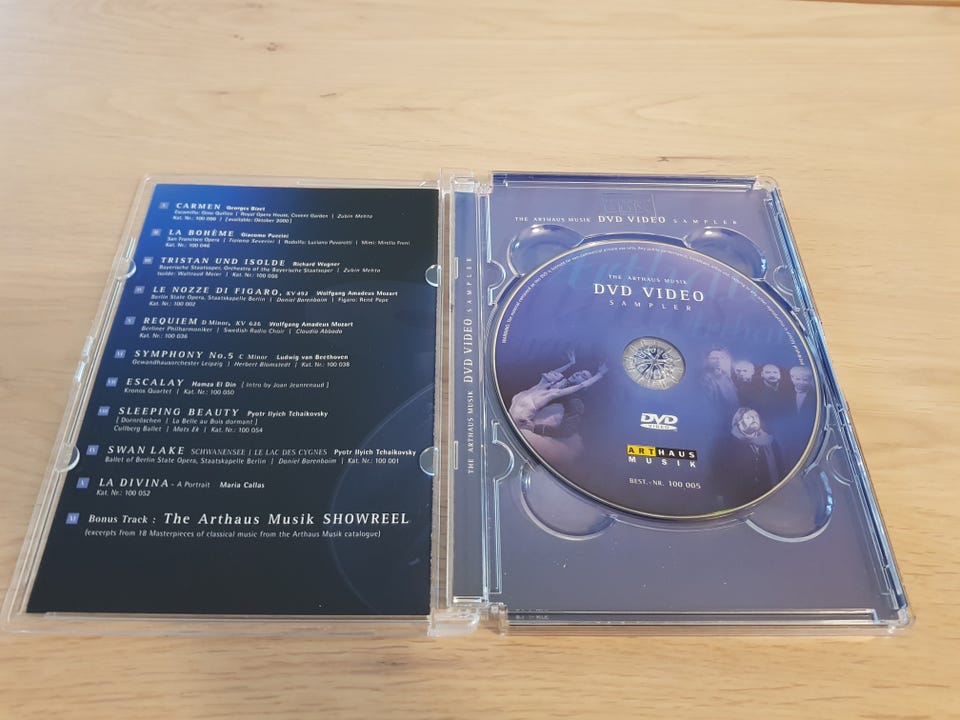 I CARMEN Georges Bizet
Escamillo: Gino Quilico | Royal Opera House, Covent Garden | Zubin Mehta
Kat. Nr.: 100 096 | [available: Oktober 2000]
II LA BOHÈME Giacomo Puccini
San Francisco Opera | Tiziano Severini | Rodolfo: Luciano Pavarotti | Mimi: Mirella Freni
Kat. Nr.: 100 046
III TRISTAN UND ISOLDE Richard Wagner
Bayerische Staatsoper, Orchestra of the Bayerische Staatsoper | Zubin Mehta
Isolde: Waltraud Meier | Kat. Nr.: 100 056
IV LE NOZZE DI FIGARO, KV 492 Wolfgang Amadeus Mozart
Berlin State Opera, Staatskapelle Berlin | Daniel Barenboim | Figaro: René Pape
Kat. Nr.: 100 002
V REQUIEM D Minor, KV 626 Wolfgang Amadeus Mozart
Berliner Philharmoniker | Swedish Radio Choir | Claudio Abbado
Kat. Nr.: 100 036
VI SYMPHONY No.5 C Minor Ludwig van Beethoven
Gewandhausorchester Leipzig | Herbert Blomstedt | Kat. Nr.: 100 038
VII ESCALAY Hamza El Din [Intro by Joan Jeanrenaud]
Kronos Quartet | Kat. Nr.: 100 050
VIII SLEEPING BEAUTY Pyotr Ilyich Tchaikovsky
[Dornröschen | La Belle au Bois dormant]
Cullberg Ballet | Mats Ek | Kat. Nr.: 100 054
IX SWAN LAKE SCHWANENSEE | LE LAC DES CYGNES Pyotr Ilyich Tchaikovsky
Ballet of Berlin State Opera, Staatskapelle Berlin | Daniel Barenboim | Kat. Nr.: 100 001
X LA DIVINA - A Portrait Maria Callas
Kat. Nr.: 100 052
XI Bonus Track : The Arthaus Musik SHOWREEL
(excerpts from 18 Masterpieces of classical music from the Arthaus Musik catalogue)
THE ARTHAUS MUSIK DVD VIDEO SAMPLER
THE ARTHAUS MUSIK DVD VIDEO SAMPLER
THE ARTHAUS MUSIK
DVD VIDEO
SAMPLER
DVD
VIDEO
ARTHAUS
MUSIK
BEST.-NR. 100 005